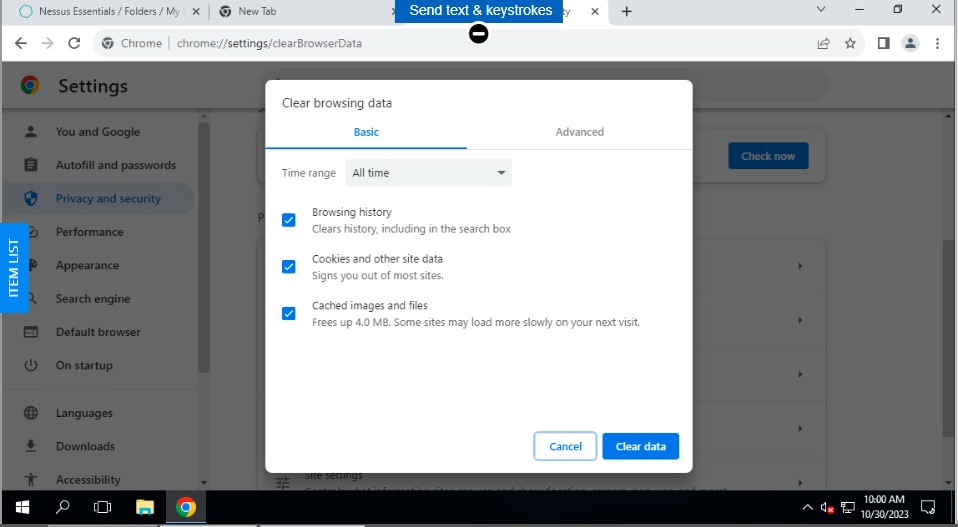 Nessus Essentials / Folders / My
New Tab
Send text & keystrokes
Chrome
chrome://settings/clearBrowserData
Settings
You and Google
Autofill and passwords
Privacy and security
Performance
Appearance
Search engine
Default browser
On startup
Languages
Downloads
Accessibility
ITEM LIST
Check now
Clear browsing data
Basic
Advanced
Time range
All time
Browsing history
Clears history, including in the search box
Cookies and other site data
Signs you out of most sites.
Cached images and files
Frees up 4.0 MB. Some sites may load more slowly on your next visit.
Cancel
Clear data
Site settings
10:00 AM
10/30/2023